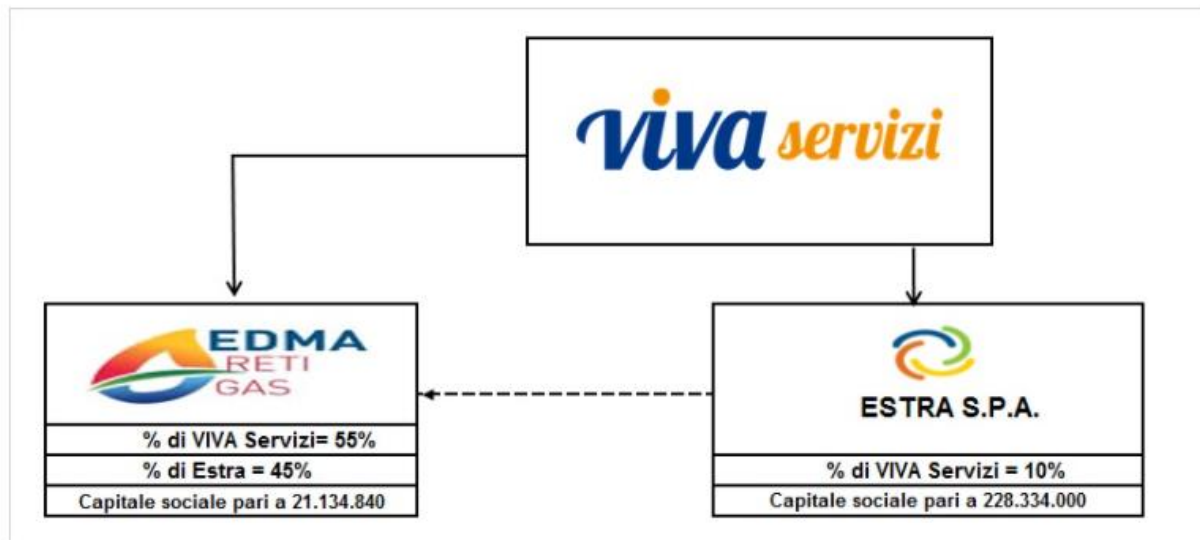 viva servizi
EDMA
RETI
GAS
% di VIVA Servizi= 55%
% di Estra = 45%
Capitale sociale pari a 21.134.840
ESTRA S.P.A.
% di VIVA Servizi = 10%
Capitale sociale pari a 228.334.000